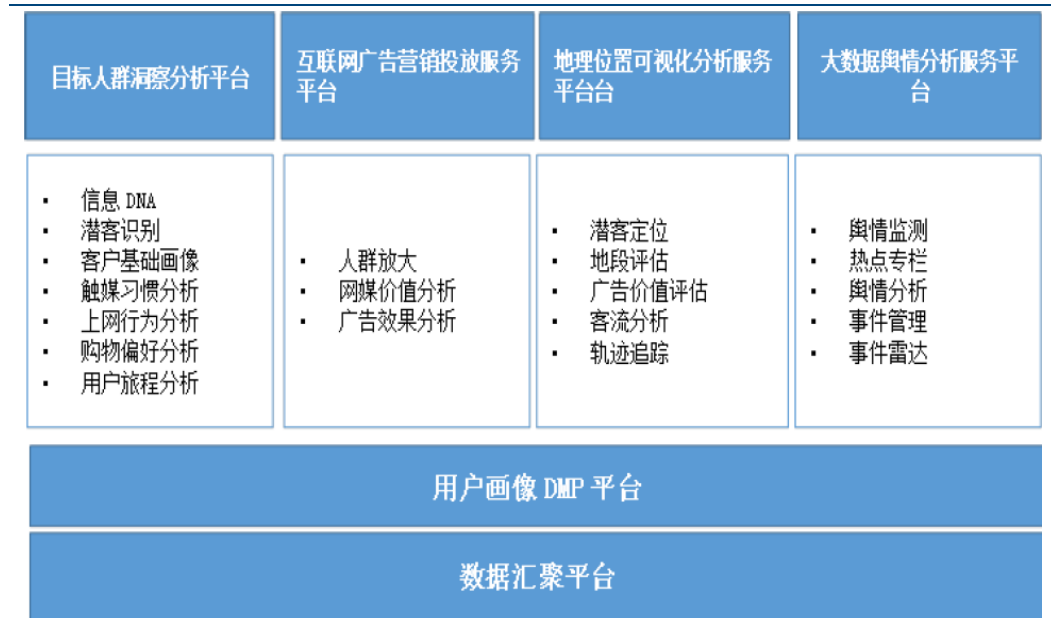 目标人群洞察分析平台
互联网广告营销投放服务
平台
地理位置可视化分析服务
平台台
大数据舆情分析服务平
台
▪ 信息 DNA
▪ 潜客识别
▪ 客户基础画像
▪ 触媒习惯分析
▪ 上网行为分析
▪ 购物偏好分析
▪ 用户旅程分析
▪ 人群放大
▪ 网媒价值分析
▪ 广告效果分析
▪ 潜客定位
▪ 地段评估
▪ 广告价值评估
▪ 客流分析
▪ 轨迹追踪
▪ 舆情监测
▪ 热点专栏
▪ 舆情分析
▪ 事件管理
▪ 事件雷达
用户画像 DMP 平台
数据汇聚平台